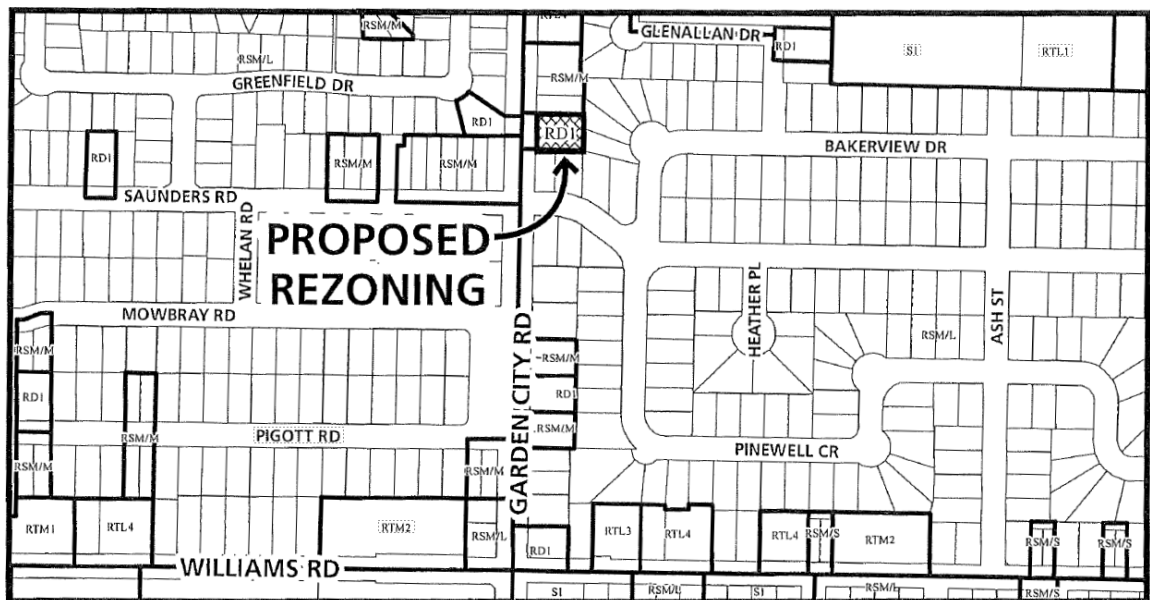 RSM/M
RTL4
GLENALLAN DR
RD1
S1
RTL1
RSM/L
GREENFIELD DR
RSM/M
RD1
RD1
BAKERVIEW DR
RD1
RSM/M
RSM/M
SAUNDERS RD
WHELAN RD
PROPOSED
REZONING
MOWBRAY RD
GARDEN CITY RD
HEATHER PL
ASH ST
RSM/L
RSM/M
RSM/M
RD1
RD1
RSM/M
RSM/M
PIGOTT RD
PINEWELL CR
RSM/M
RSM/M
RTM1
RTL4
RTM2
RSM/L
RD1
RTL3
RTL4
RTL4
RSM/S
RTM2
RSM/S
RSM/S
WILLIAMS RD
S1
RSM/L
S1
RSM/L
RSM/S